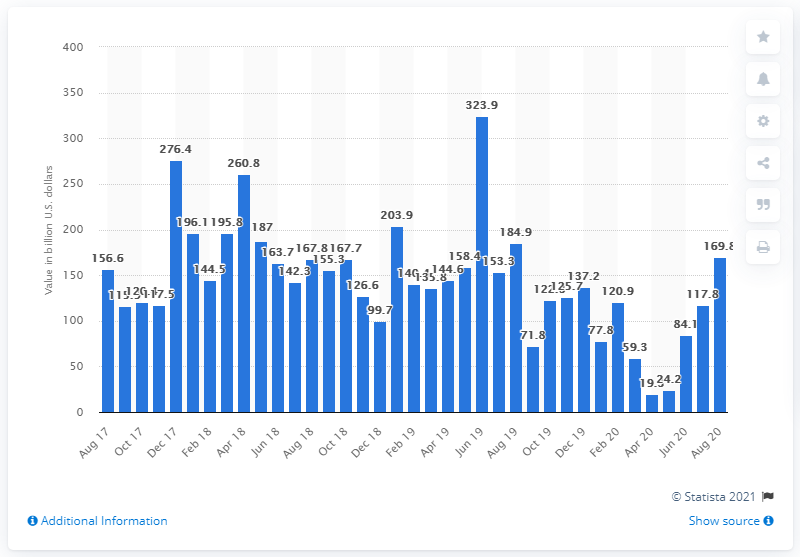 400
350
300
250
200
150
100
50
0
Value in billion U.S. dollars
156.6
117.5
276.4
196.1
144.5
195.8
260.8
187
163.7
142.3
167.8
155.3
167.7
126.6
99.7
203.9
135.8
144.6
158.4
323.9
153.3
184.9
71.8
125.7
137.2
77.8
120.9
59.3
24.2
84.1
117.8
169.8
Aug 17
Oct 17
Dec 17
Feb 18
Apr 18
Jun 18
Aug 18
Oct 18
Dec 18
Feb 19
Apr 19
Jun 19
Aug 19
Oct 19
Dec 19
Feb 20
Apr 20
Jun 20
Aug 20
© Statista 2021
Additional Information
Show source